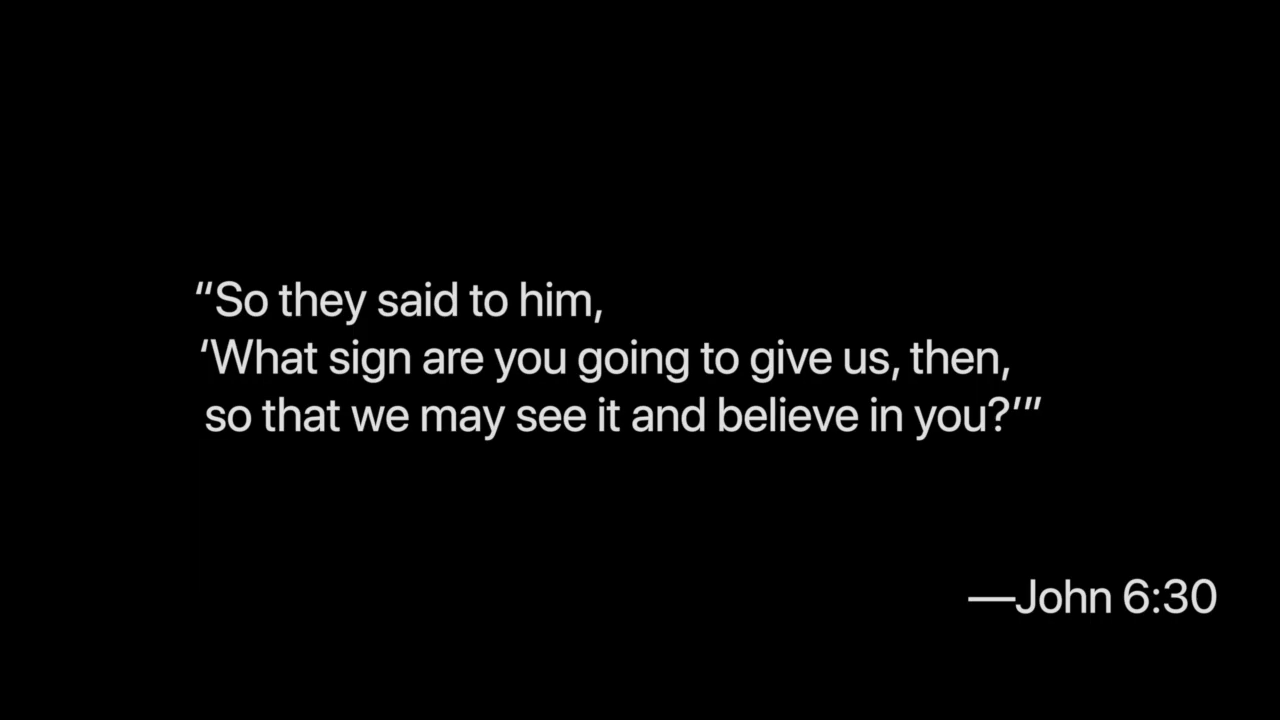 “So they said to him,
‘What sign are you going to give us, then,
so that we may see it and believe in you?’”
—John 6:30